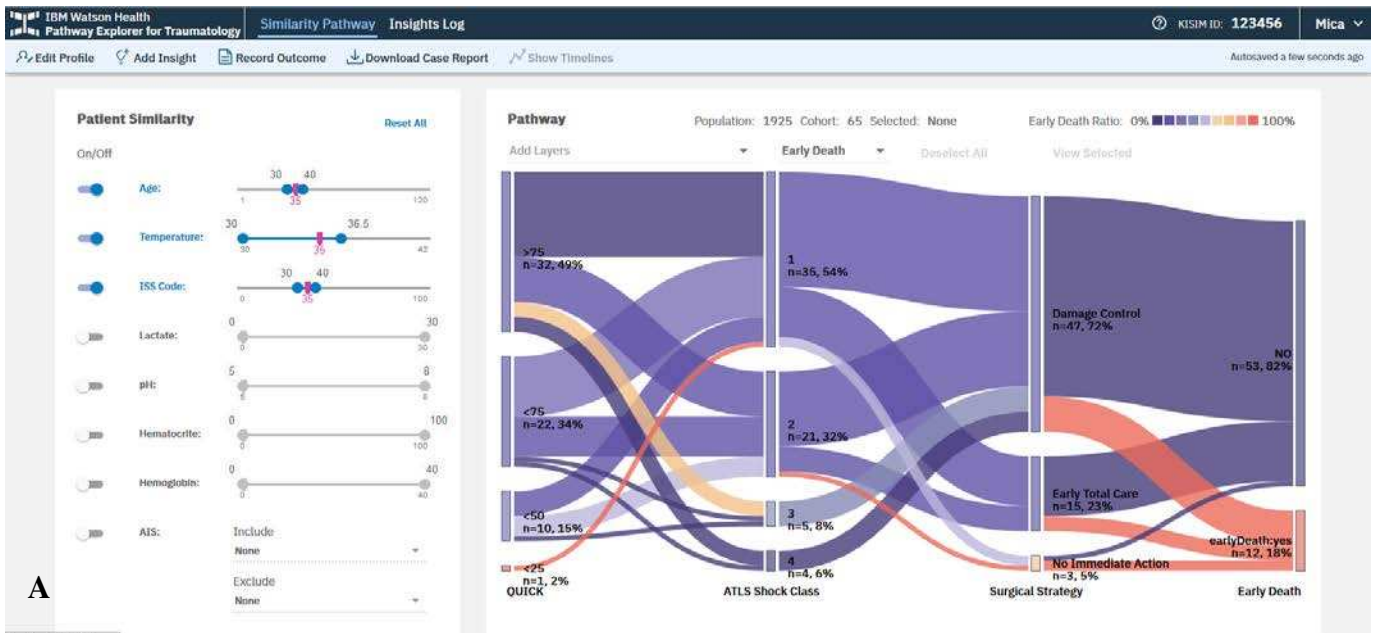 IBM Watson Health
Pathway Explorer for Traumatology
Similarity Pathway Insights Log
KISIM ID: 123456 Mica
Edit Profile Add Insight Record Outcome Download Case Report Show Timelines Autosaved a few seconds ago
Patient Similarity Reset All
On/Off
Age: 30 40 1 35 120
Temperature: 30 36.5 30 35 42
ISS Code: 30 40 0 35 100
Lactate: 0 30 0 30
pH: 5 8 8
Hematocrite: 0 100 0 100
Hemoglobin: 0 40 0 40
AIS: Include
None
Exclude
None
A
Pathway Population: 1925 Cohort: 65 Selected: None Early Death Ratio: 0% 100%
Add Layers Early Death Deselect All View Selected
>75
n=32, 49%
<75
n=22, 34%
<50
n=10, 15%
<25
n=1, 2%
QUICK
1
n=35, 54%
2
n=21, 32%
3
n=5, 8%
4
n=4, 6%
ATLS Shock Class
Damage Control
n=47, 72%
Early Total Care
n=15, 23%
No Immediate Action
n=3, 5%
Surgical Strategy
NO
n=53, 82%
earlyDeath:yes
n=12, 18%
Early Death